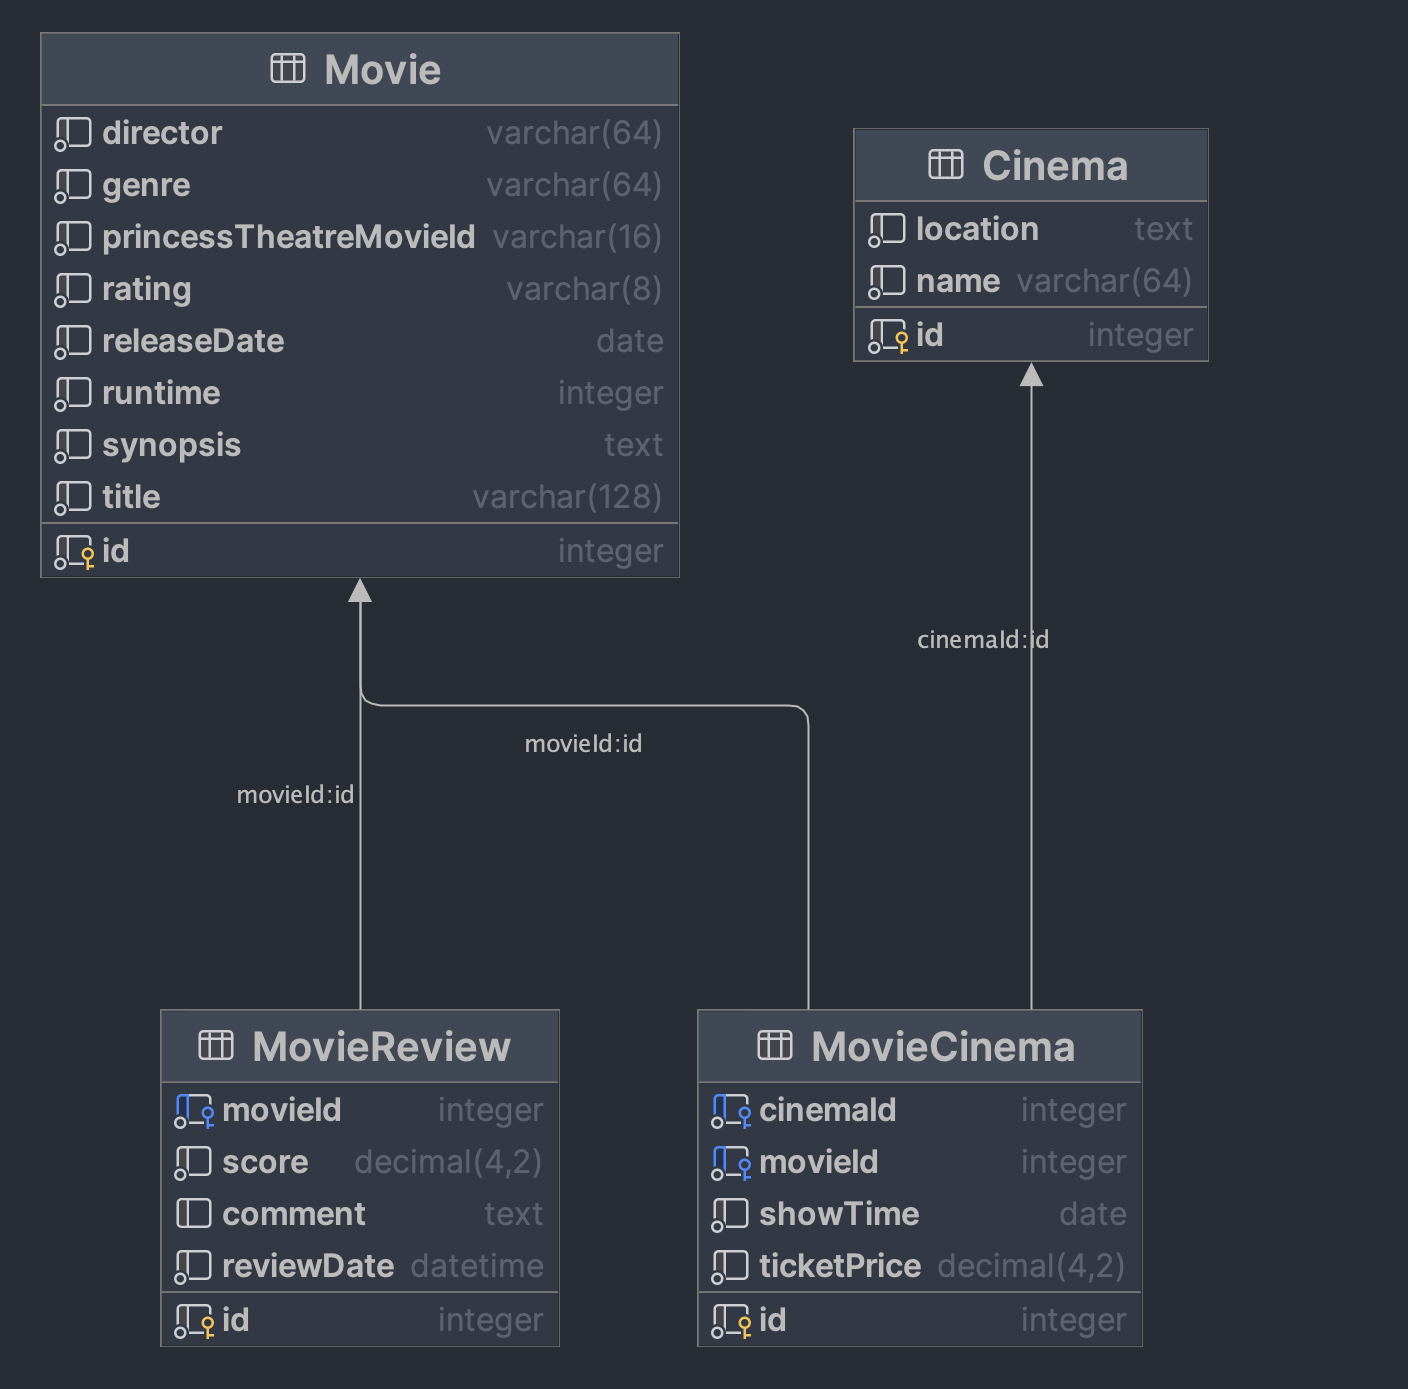 Movie
director varchar(64)
genre varchar(64)
princessTheatreMovieId varchar(16)
rating varchar(8)
releaseDate date
runtime integer
synopsis text
title varchar(128)
id integer
Cinema
location text
name varchar(64)
id integer
cinemaId:id
movieId:id
movieId:id
MovieReview
movieId integer
score decimal(4,2)
comment text
reviewDate datetime
id integer
MovieCinema
cinemaId integer
movieId integer
showTime date
ticketPrice decimal(4,2)
id integer